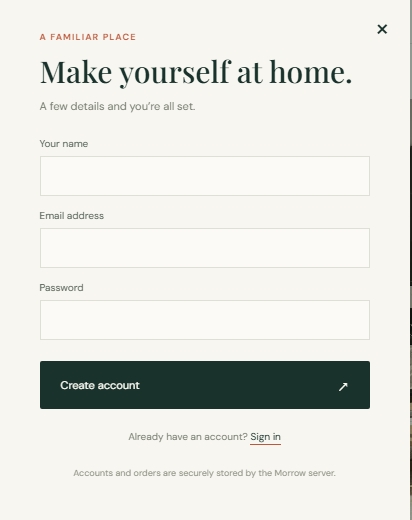 A FAMILIAR PLACE
Make yourself at home.
A few details and you're all set.
Your name
Email address
Password
Create account ↗
Already have an account? Sign in
Accounts and orders are securely stored by the Morrow server.